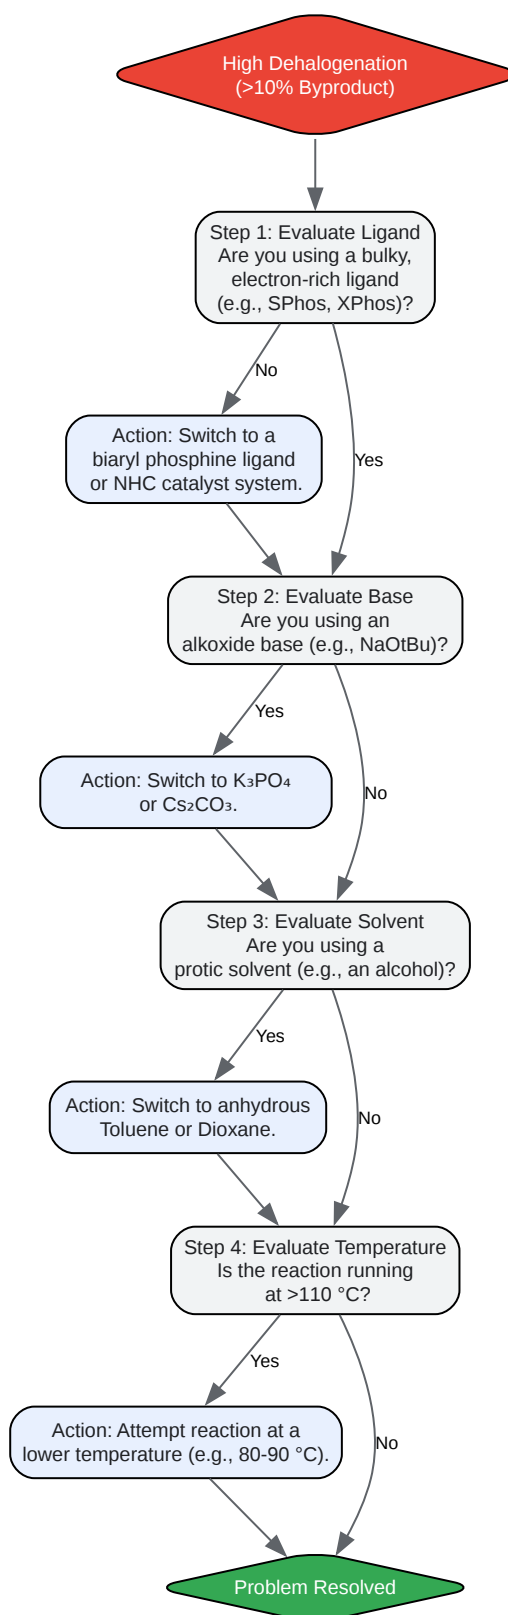 High Dehalogenation
(>10% Byproduct)
Step 1: Evaluate Ligand
Are you using a bulky,
electron-rich ligand
(e.g., SPhos, XPhos)?
No
Action: Switch to a
biaryl phosphine ligand
or NHC catalyst system.
Yes
Step 2: Evaluate Base
Are you using an
alkoxide base (e.g., NaOtBu)?
Yes
Action: Switch to K₃PO₄
or Cs₂CO₃.
No
Step 3: Evaluate Solvent
Are you using a
protic solvent (e.g., an alcohol)?
Yes
Action: Switch to anhydrous
Toluene or Dioxane.
No
Step 4: Evaluate Temperature
Is the reaction running
at >110 °C?
Yes
Action: Attempt reaction at a
lower temperature (e.g., 80-90 °C).
No
Problem Resolved